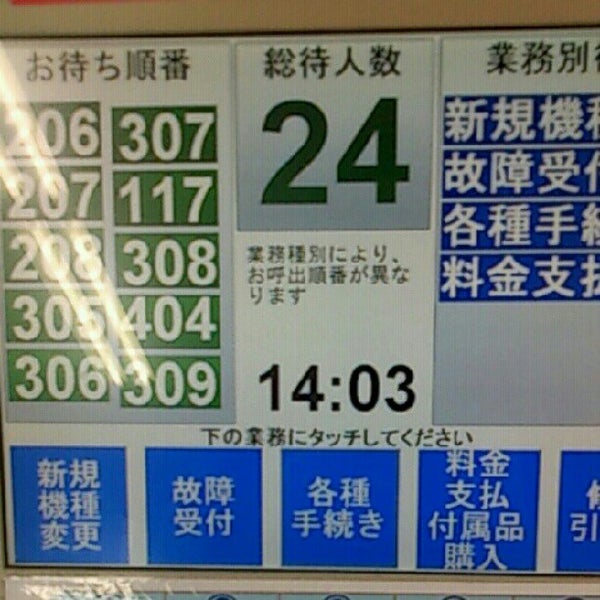 お待ち順番
総待人数
業務別
206 307
207 117
208 308
305 404
306 309
24
新規機種
故障受付
各種手続
料金支払
業務種別により、
お呼出順番が異な
ります
14:03
下の業務にタッチしてください
新規
機種
変更
故障
受付
各種
手続き
料金
支払
付属品
購入
引